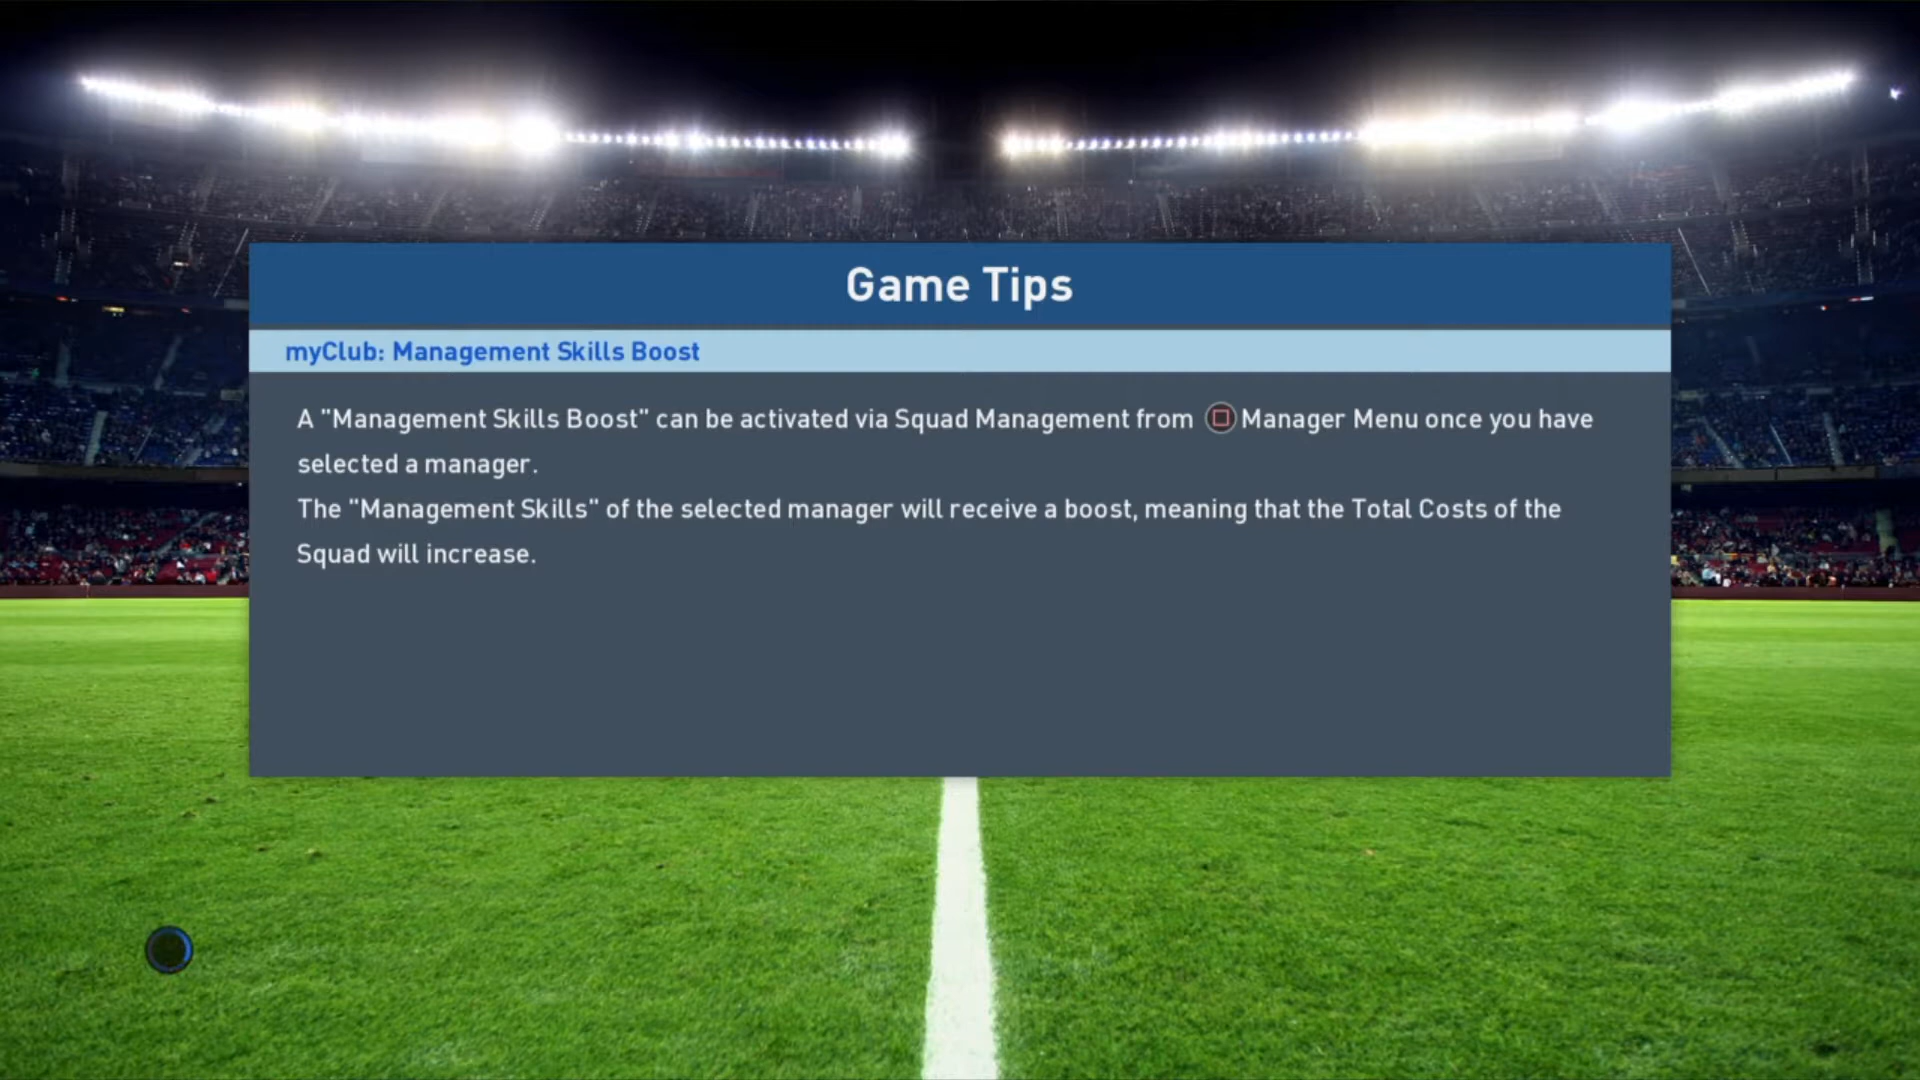 Game Tips
myClub: Management Skills Boost
A "Management Skills Boost" can be activated via Squad Management from Manager Menu once you have
selected a manager.
The "Management Skills" of the selected manager will receive a boost, meaning that the Total Costs of the
Squad will increase.